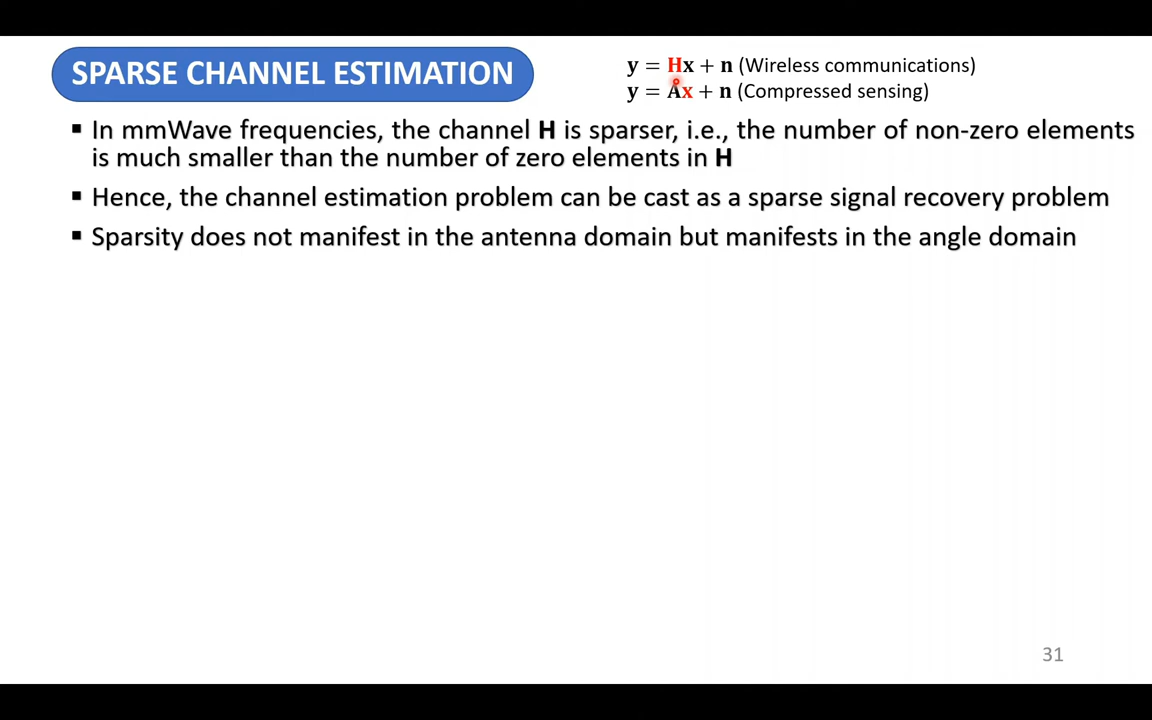 SPARSE CHANNEL ESTIMATION
y = Hx + n (Wireless communications)
y = Ax + n (Compressed sensing)
▪ In mmWave frequencies, the channel H is sparser, i.e., the number of non-zero elements
is much smaller than the number of zero elements in H
▪ Hence, the channel estimation problem can be cast as a sparse signal recovery problem
▪ Sparsity does not manifest in the antenna domain but manifests in the angle domain
31